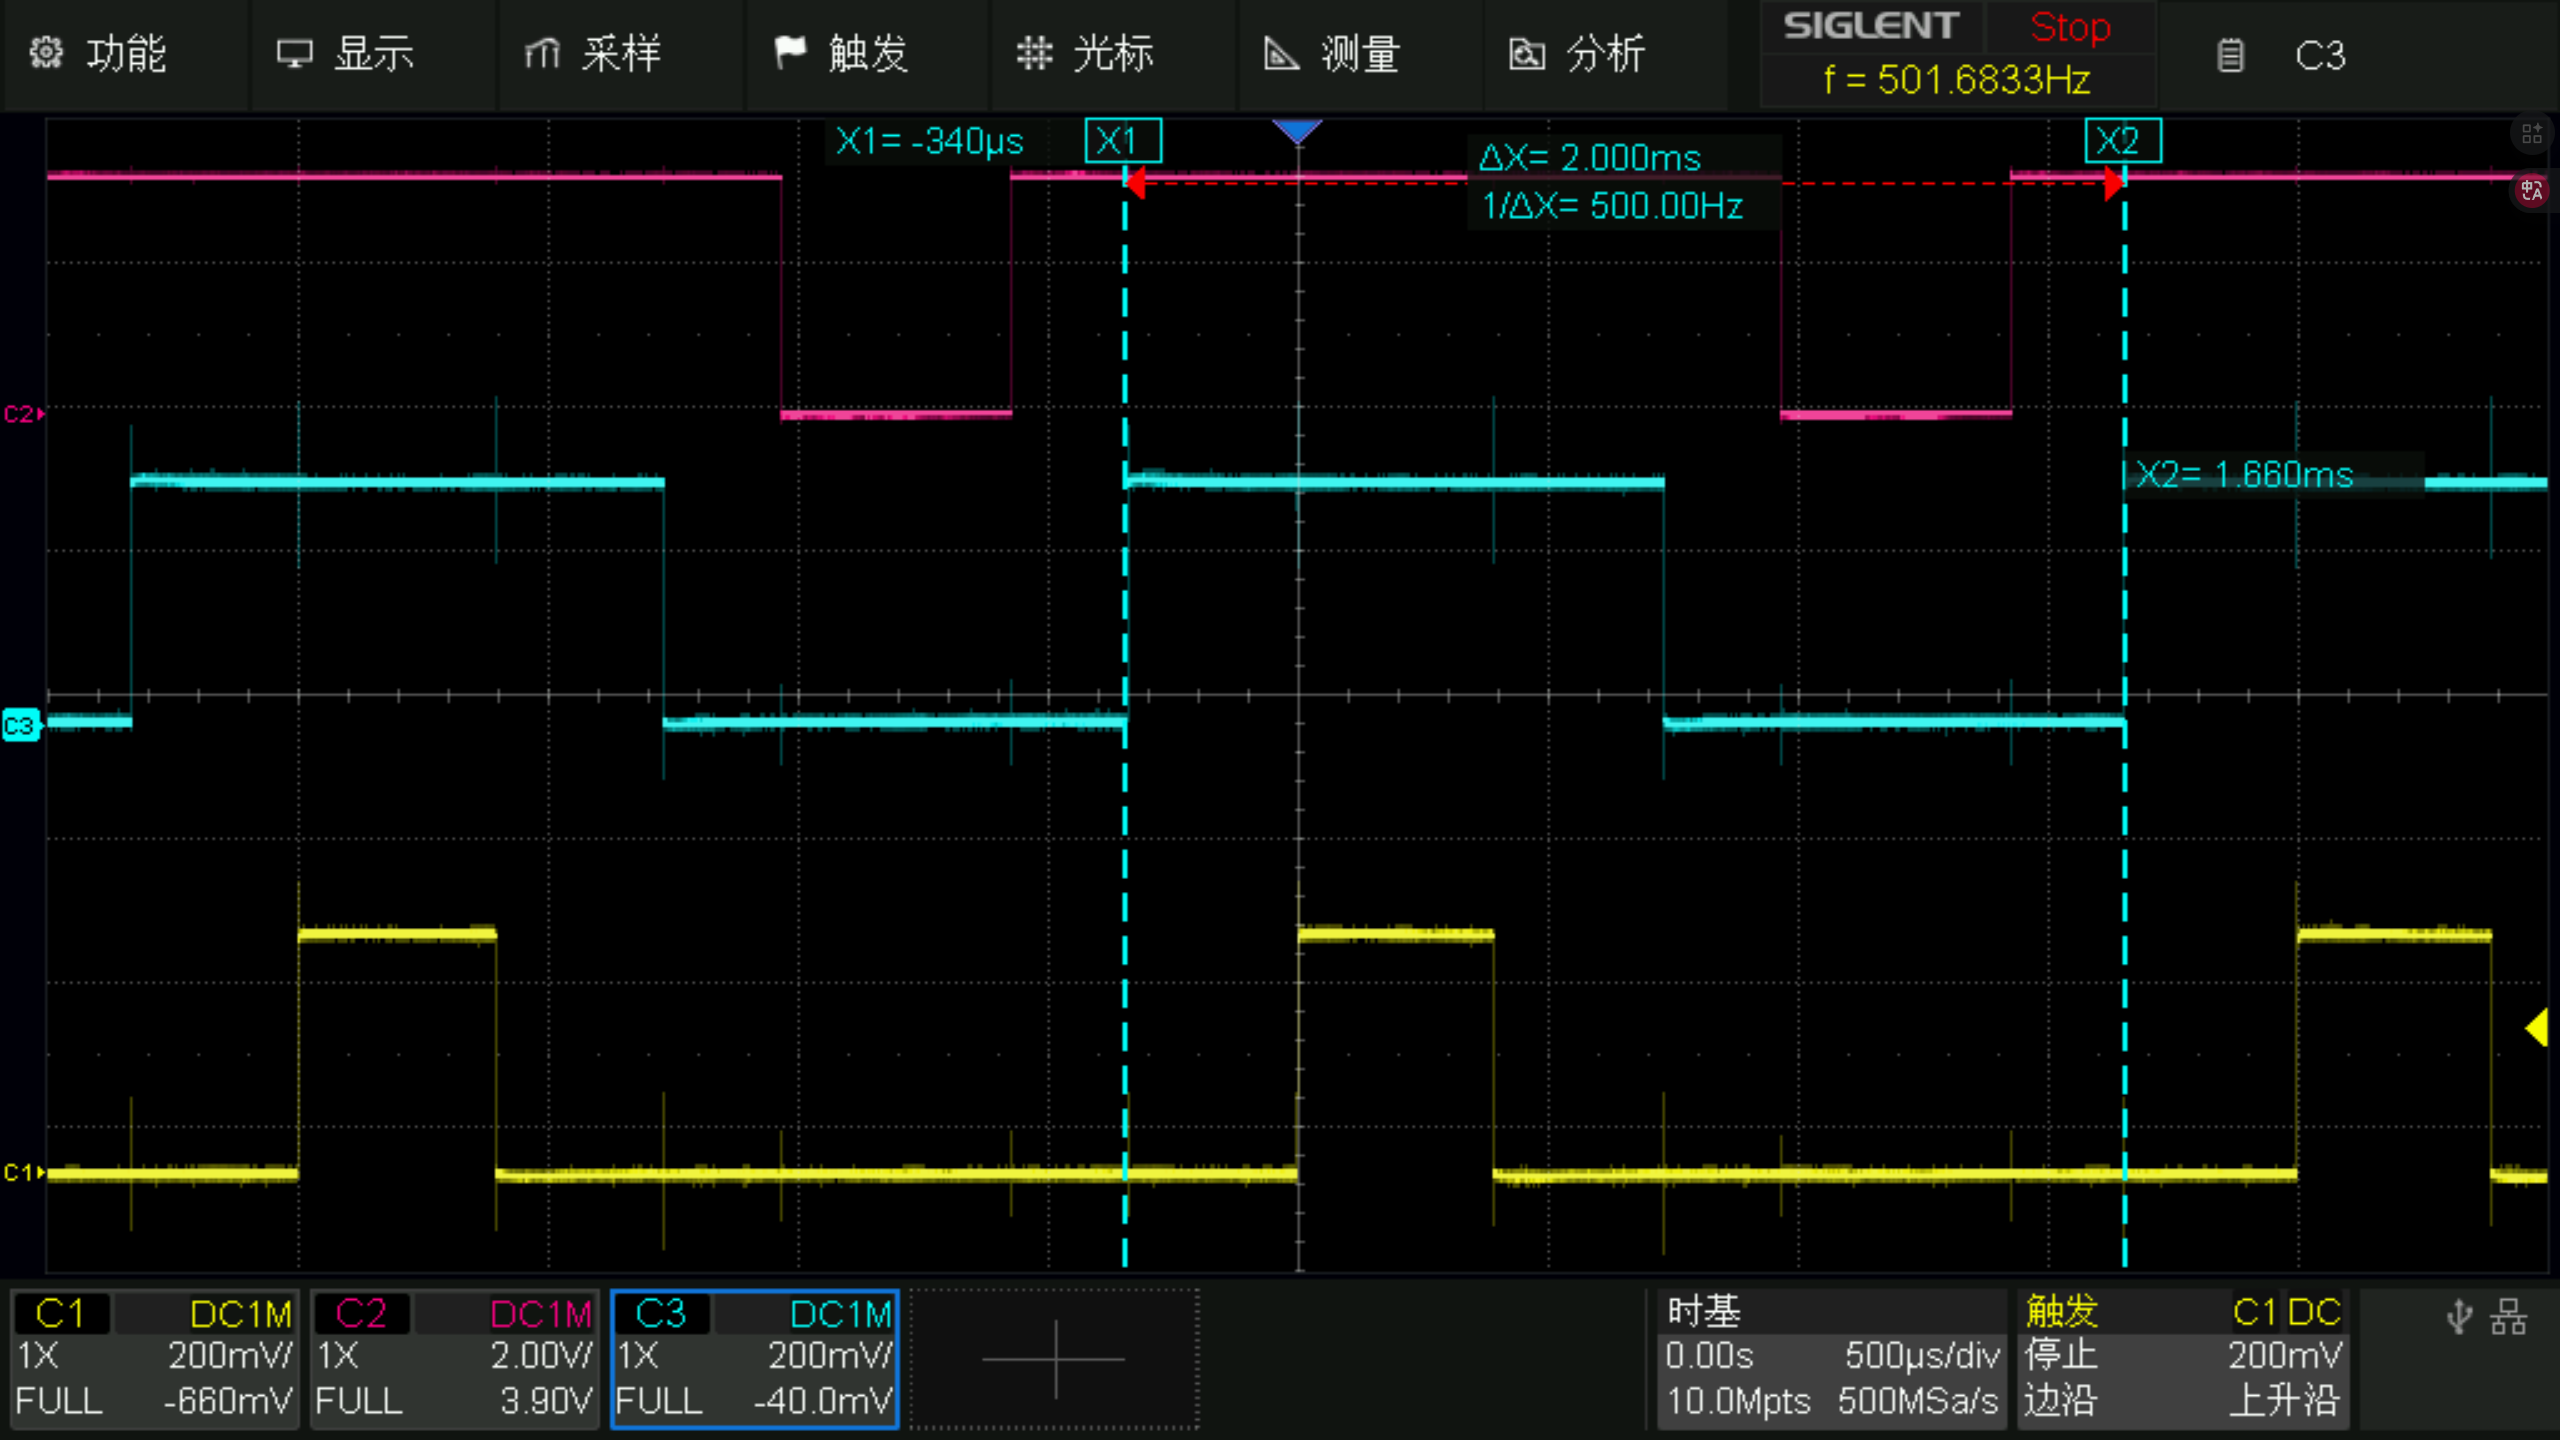 功能
显示
采样
触发
光标
测量
分析
SIGLENT
Stop
f = 501.6833Hz
C3
X1= -340µs
X1
ΔX= 2.000ms
1/ΔX= 500.00Hz
X2
中A
C2
X2= 1.660ms
C3
C1
C1 DC1M
1X 200mV/
FULL -660mV
C2 DC1M
1X 2.00V/
FULL 3.90V
C3 DC1M
1X 200mV/
FULL -40.0mV
时基
0.00s 500µs/div
10.0Mpts 500MSa/s
触发 C1 DC
停止 200mV
边沿 上升沿